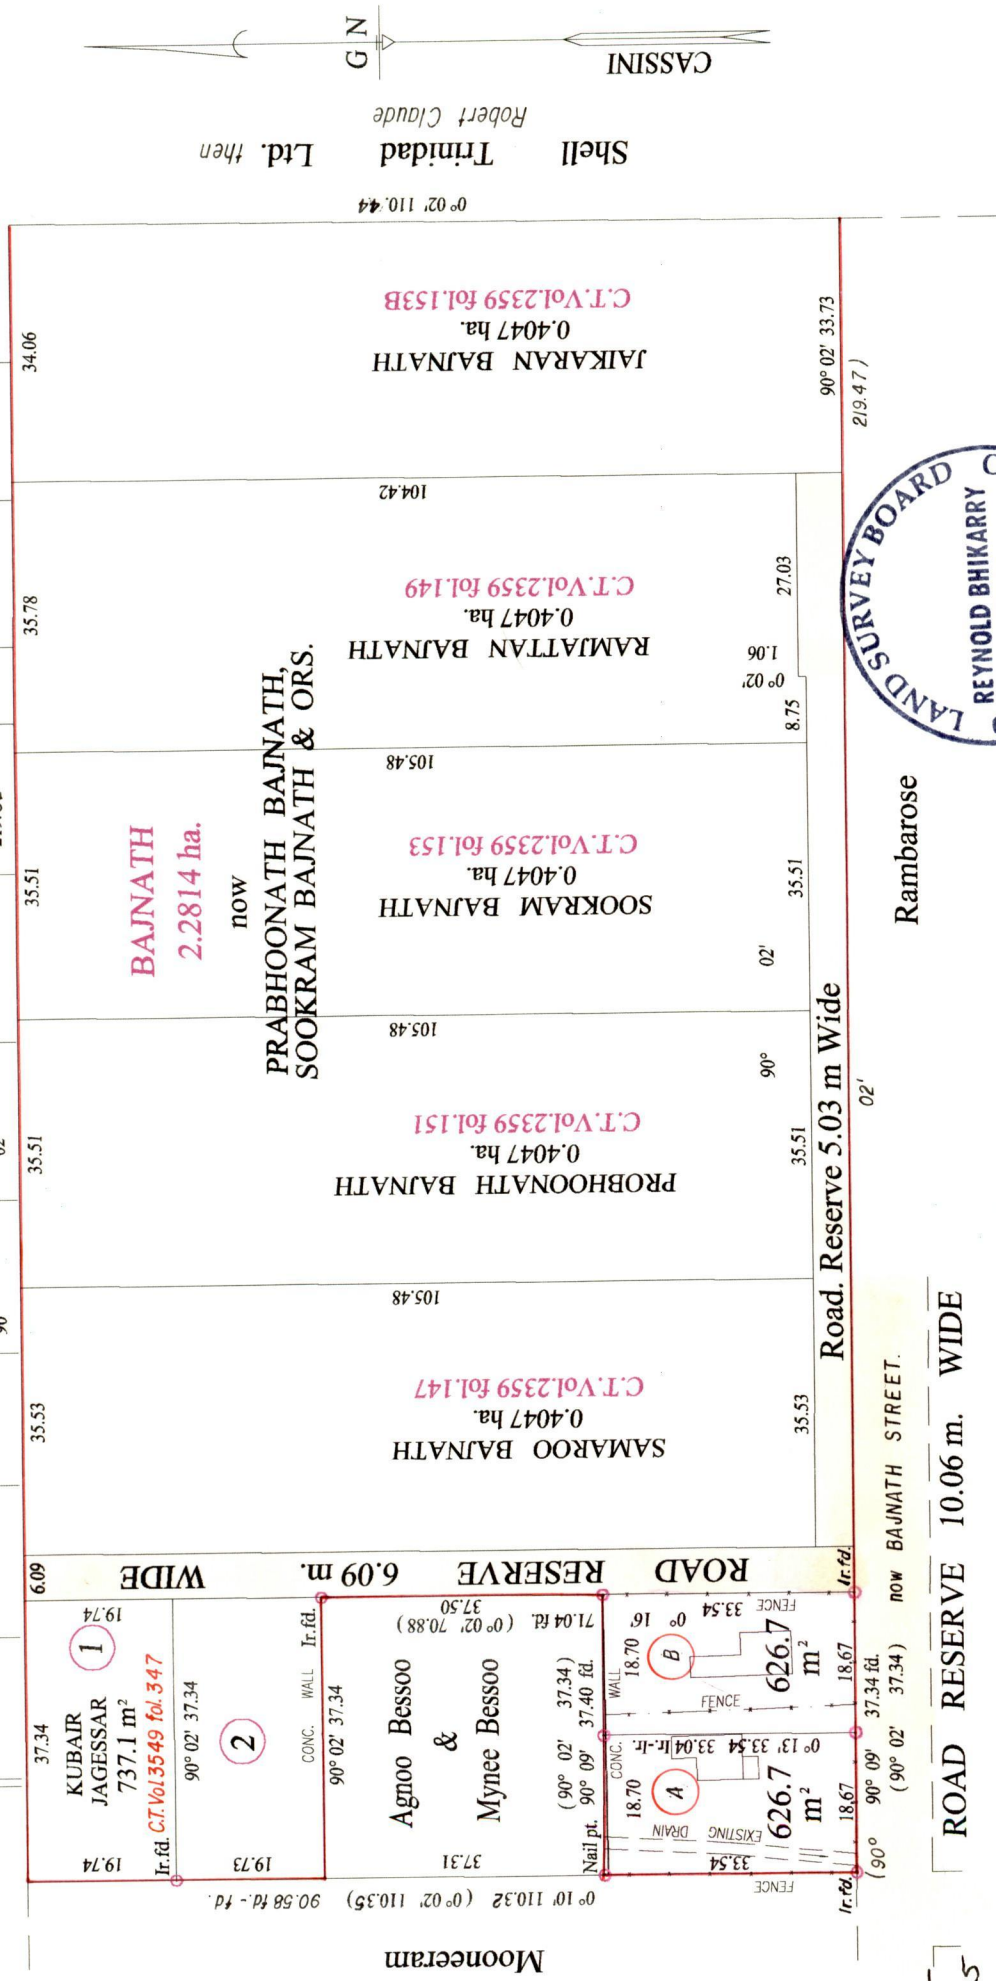 G N
CASSINI
Shell Trinidad Ltd. then
Robert Claude
0° 02' 110.44
34.06
JAIKARAN BAJNATH
0.4047 ha.
C.T.Vol.2359 fol.153B
90° 02' 33.73
219.47)
104.42
35.78
RAMJATTAN BAJNATH
0.4047 ha.
C.T.Vol.2359 fol.149
27.03
1.06
0° 02'
8.75
LAND SURVEY BOARD
REYNOLD BHIKARRY
105.48
BAJNATH
2.2814 ha.
now
PRABHOONATH BAJNATH,
SOOKRAM BAJNATH & ORS.
35.51
SOOKRAM BAJNATH
0.4047 ha.
C.T.Vol.2359 fol.153
35.51
02'
Rambarose
105.48
35.51
PROBHOONATH BAJNATH
0.4047 ha.
C.T.Vol.2359 fol.151
90°
35.51
02'
Road. Reserve 5.03 m Wide
105.48
35.53
SAMAROO BAJNATH
0.4047 ha.
C.T.Vol.2359 fol.147
35.53
now BAJNATH STREET.
ROAD RESERVE 10.06 m. WIDE
6.09
ROAD RESERVE 6.09 m. WIDE
Ir.fd.
37.34
19.74
1
KUBAIR
JAGESSAR
737.1 m²
C.T.Vol3549 fol.347
19.74
Ir.fd.
90° 02' 37.34
2
19.73
CONC. WALL Ir.fd.
90° 02' 37.34
37.50
71.04 fd. (0° 02' 70.88)
Agnoo Bessoo
&
Mynee Bessoo
37.31
(90° 02' 37.34)
Nail pt. 90° 09' 37.40 fd.
CONC. WALL
18.70
18.70
0° 16'
33.54
FENCE
B
626.7
m²
FENCE
18.67
0° 13' 33.54
33.04 Ir.-Ir.
A
626.7
m²
EXISTING DRAIN
33.54
FENCE
18.67
Ir.fd.
90° 09' 37.34 fd.
(90° 02' 37.34)
(90°
0° 10' 110.32 (0° 02' 110.35) 90.58 fd.- fd.
Mooneeram